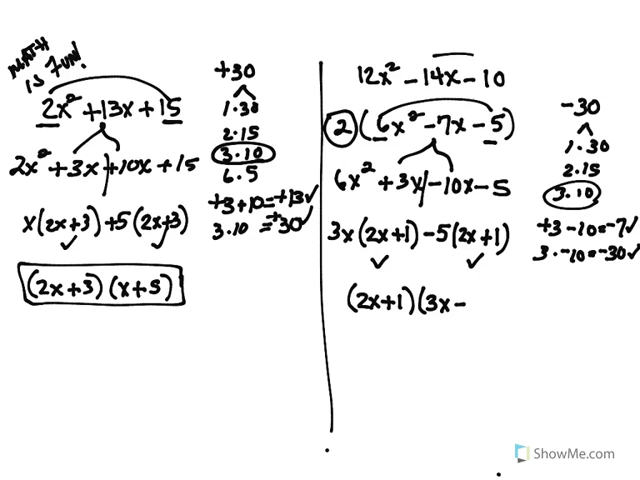 MATH
IS FUN!
2x² + 13x + 15
2x² + 3x + 10x + 15
x(2x+3) + 5(2x+3)
(2x+3)(x+5)
+30
1·30
2·15
3·10
6·5
+3+10=+13✓
3·10=+30✓
12x² - 14x - 10
2(6x² - 7x - 5)
6x² + 3x - 10x - 5
3x(2x+1) - 5(2x+1)
(2x+1)(3x -
-30
1·30
2·15
3·10
+3-10=-7✓
3·-10=-30✓
ShowMe.com